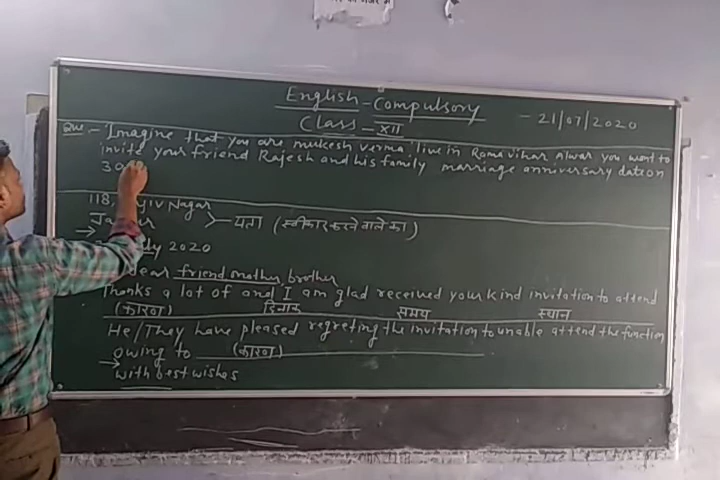 English - Compulsory
Class - XII
- 21/07/2020
Que - Imagine that you are mukesh verma live in Rama vihar Alwar you want to
invite your friend Rajesh and his family marriage anniversary date on
30
118, Nagar
पता (स्वीकार करने वाले का)
2020
Dear friend mother, brother
Thanks a lot of and I am glad received your kind invitation to attend
(कारण) दिनांक समय स्थान
He/They have pleased regreting the invitation to unable attend the function
owing to (कारण)
With best wishes